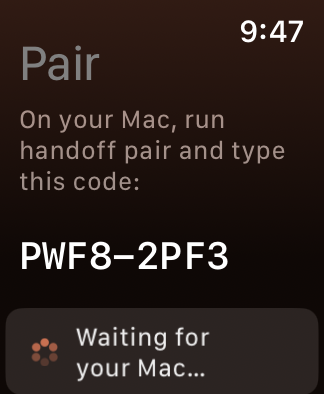 9:47
Pair
On your Mac, run
handoff pair and type
this code:
PWF8-2PF3
Waiting for
your Mac...